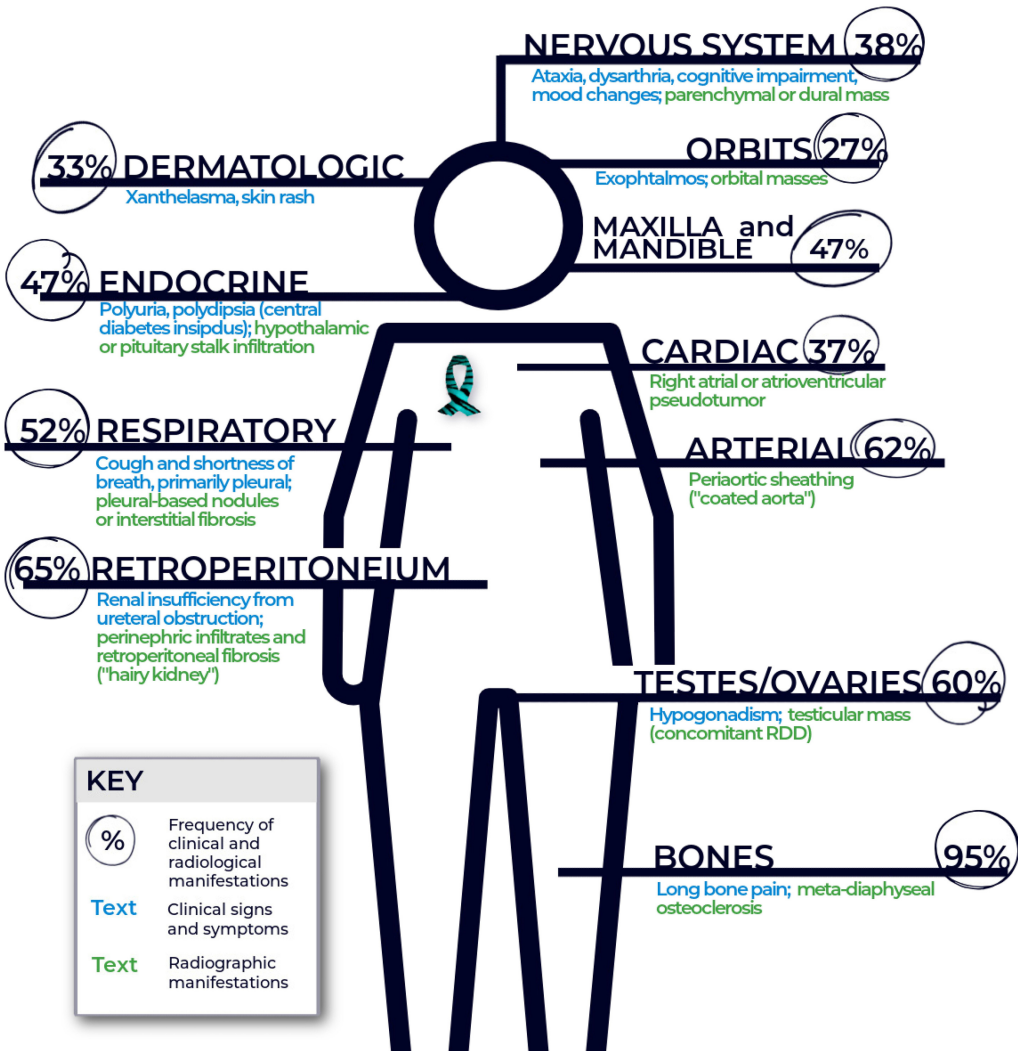 NERVOUS SYSTEM 38%
Ataxia, dysarthria, cognitive impairment,
mood changes; parenchymal or dural mass
ORBITS 27%
Exophtalmos; orbital masses
MAXILLA and
MANDIBLE
47%
CARDIAC 37%
Right atrial or atrioventricular
pseudotumor
ARTERIAL 62%
Periaortic sheathing
("coated aorta")
TESTES/OVARIES 60%
Hypogonadism; testicular mass
(concomitant RDD)
BONES 95%
Long bone pain; meta-diaphyseal
osteoclerosis
33% DERMATOLOGIC
Xanthelasma, skin rash
47% ENDOCRINE
Polyuria, polydipsia (central
diabetes insipdus); hypothalamic
or pituitary stalk infiltration
52% RESPIRATORY
Cough and shortness of
breath, primarily pleural;
pleural-based nodules
or interstitial fibrosis
65% RETROPERITONEIUM
Renal insufficiency from
ureteral obstruction;
perinephric infiltrates and
retroperitoneal fibrosis
("hairy kidney")
KEY
%
Frequency of
clinical and
radiological
manifestations
Text
Clinical signs
and symptoms
Text
Radiographic
manifestations